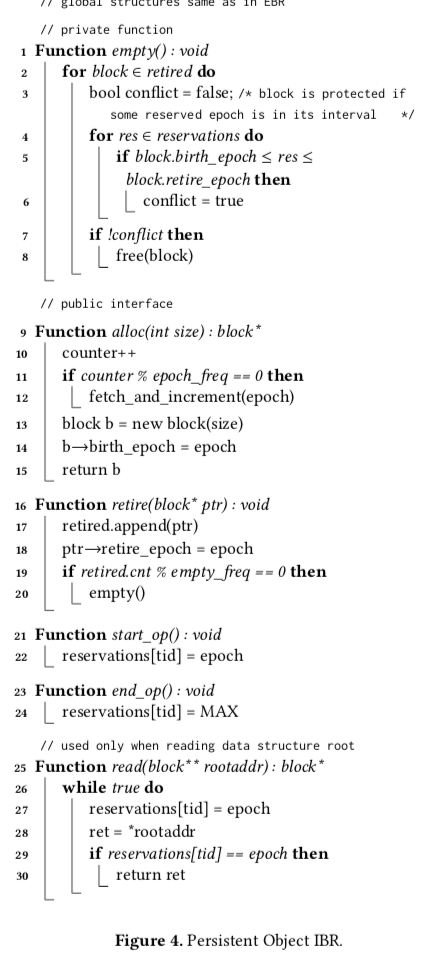 // global structures same as in EBR
// private function
1 Function empty() : void
2 for block ∈ retired do
3 bool conflict = false; /* block is protected if
some reserved epoch is in its interval */
4 for res ∈ reservations do
5 if block.birth_epoch ≤ res ≤
block.retire_epoch then
6 conflict = true
7 if !conflict then
8 free(block)
// public interface
9 Function alloc(int size) : block*
10 counter++
11 if counter % epoch_freq == 0 then
12 fetch_and_increment(epoch)
13 block b = new block(size)
14 b→birth_epoch = epoch
15 return b
16 Function retire(block* ptr) : void
17 retired.append(ptr)
18 ptr→retire_epoch = epoch
19 if retired.cnt % empty_freq == 0 then
20 empty()
21 Function start_op() : void
22 reservations[tid] = epoch
23 Function end_op() : void
24 reservations[tid] = MAX
// used only when reading data structure root
25 Function read(block** rootaddr) : block*
26 while true do
27 reservations[tid] = epoch
28 ret = *rootaddr
29 if reservations[tid] == epoch then
30 return ret
Figure 4. Persistent Object IBR.